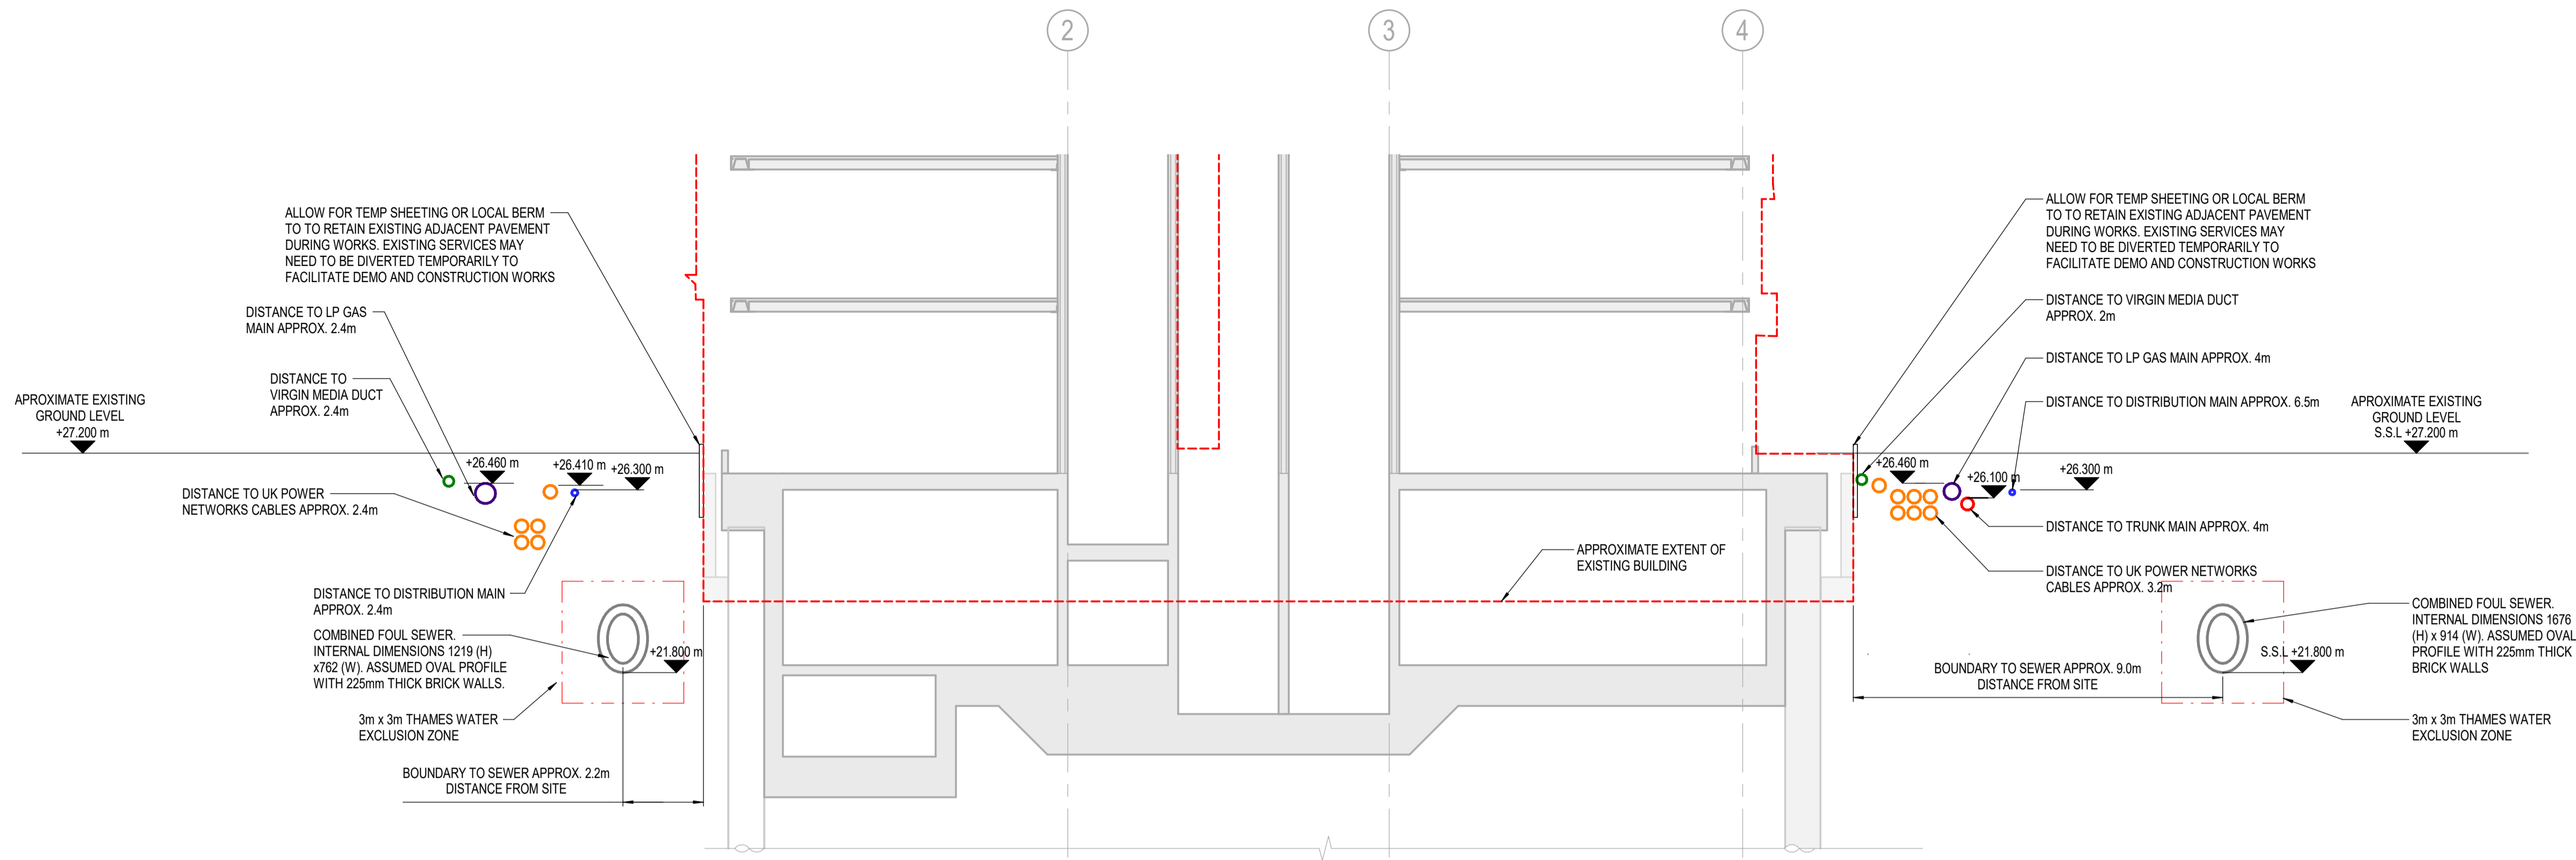 2
3
4
ALLOW FOR TEMP SHEETING OR LOCAL BERM
TO TO RETAIN EXISTING ADJACENT PAVEMENT
DURING WORKS. EXISTING SERVICES MAY
NEED TO BE DIVERTED TEMPORARILY TO
FACILITATE DEMO AND CONSTRUCTION WORKS
DISTANCE TO LP GAS
MAIN APPROX. 2.4m
DISTANCE TO
VIRGIN MEDIA DUCT
APPROX. 2.4m
APROXIMATE EXISTING
GROUND LEVEL
+27.200 m
+26.460 m
+26.410 m
+26.300 m
DISTANCE TO UK POWER
NETWORKS CABLES APPROX. 2.4m
DISTANCE TO DISTRIBUTION MAIN
APPROX. 2.4m
COMBINED FOUL SEWER.
INTERNAL DIMENSIONS 1219 (H)
x762 (W). ASSUMED OVAL PROFILE
WITH 225mm THICK BRICK WALLS.
+21.800 m
3m x 3m THAMES WATER
EXCLUSION ZONE
BOUNDARY TO SEWER APPROX. 2.2m
DISTANCE FROM SITE
APPROXIMATE EXTENT OF
EXISTING BUILDING
ALLOW FOR TEMP SHEETING OR LOCAL BERM
TO TO RETAIN EXISTING ADJACENT PAVEMENT
DURING WORKS. EXISTING SERVICES MAY
NEED TO BE DIVERTED TEMPORARILY TO
FACILITATE DEMO AND CONSTRUCTION WORKS
DISTANCE TO VIRGIN MEDIA DUCT
APPROX. 2m
DISTANCE TO LP GAS MAIN APPROX. 4m
DISTANCE TO DISTRIBUTION MAIN APPROX. 6.5m
APROXIMATE EXISTING
GROUND LEVEL
S.S.L +27.200 m
+26.460 m
+26.100 m
+26.300 m
DISTANCE TO TRUNK MAIN APPROX. 4m
DISTANCE TO UK POWER NETWORKS
CABLES APPROX. 3.2m
COMBINED FOUL SEWER.
INTERNAL DIMENSIONS 1676
(H) x 914 (W). ASSUMED OVAL
PROFILE WITH 225mm THICK
BRICK WALLS
S.S.L +21.800 m
BOUNDARY TO SEWER APPROX. 9.0m
DISTANCE FROM SITE
3m x 3m THAMES WATER
EXCLUSION ZONE